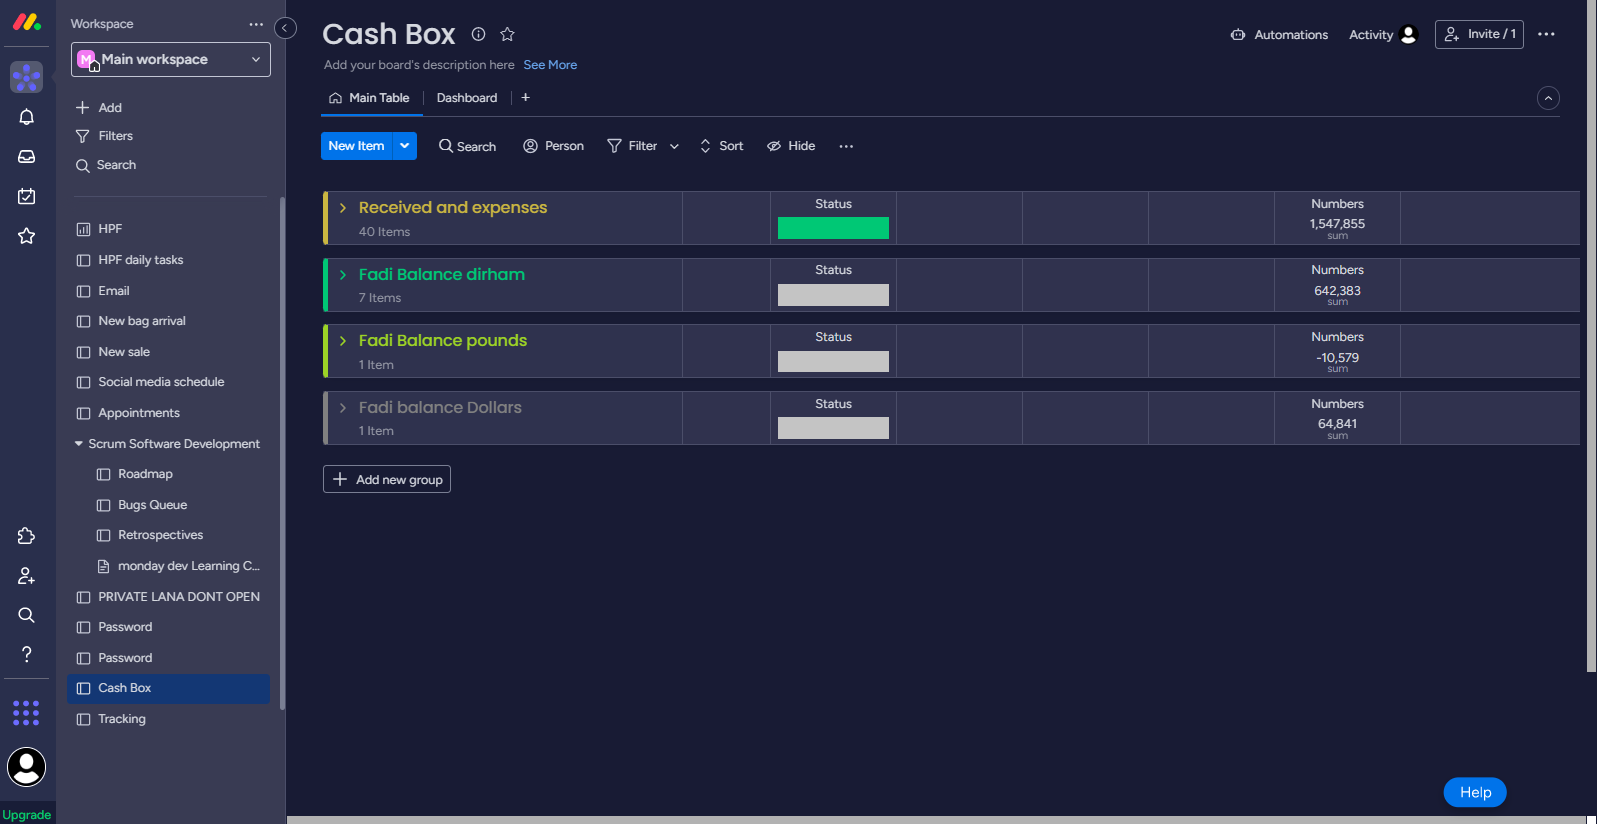 Workspace
M Main workspace
Add
Filters
Search
HPF
HPF daily tasks
Email
New bag arrival
New sale
Social media schedule
Appointments
Scrum Software Development
Roadmap
Bugs Queue
Retrospectives
monday dev Learning C...
PRIVATE LANA DONT OPEN
Password
Password
Cash Box
Tracking
Upgrade
Cash Box
Automations
Activity
Invite / 1
Add your board's description here See More
Main Table
Dashboard
+
New Item
Search
Person
Filter
Sort
Hide
Received and expenses
40 Items
Status
Numbers
1,547,855
sum
Fadi Balance dirham
7 Items
Status
Numbers
642,383
sum
Fadi Balance pounds
1 Item
Status
Numbers
-10,579
sum
Fadi balance Dollars
1 Item
Status
Numbers
64,841
sum
Add new group
Help